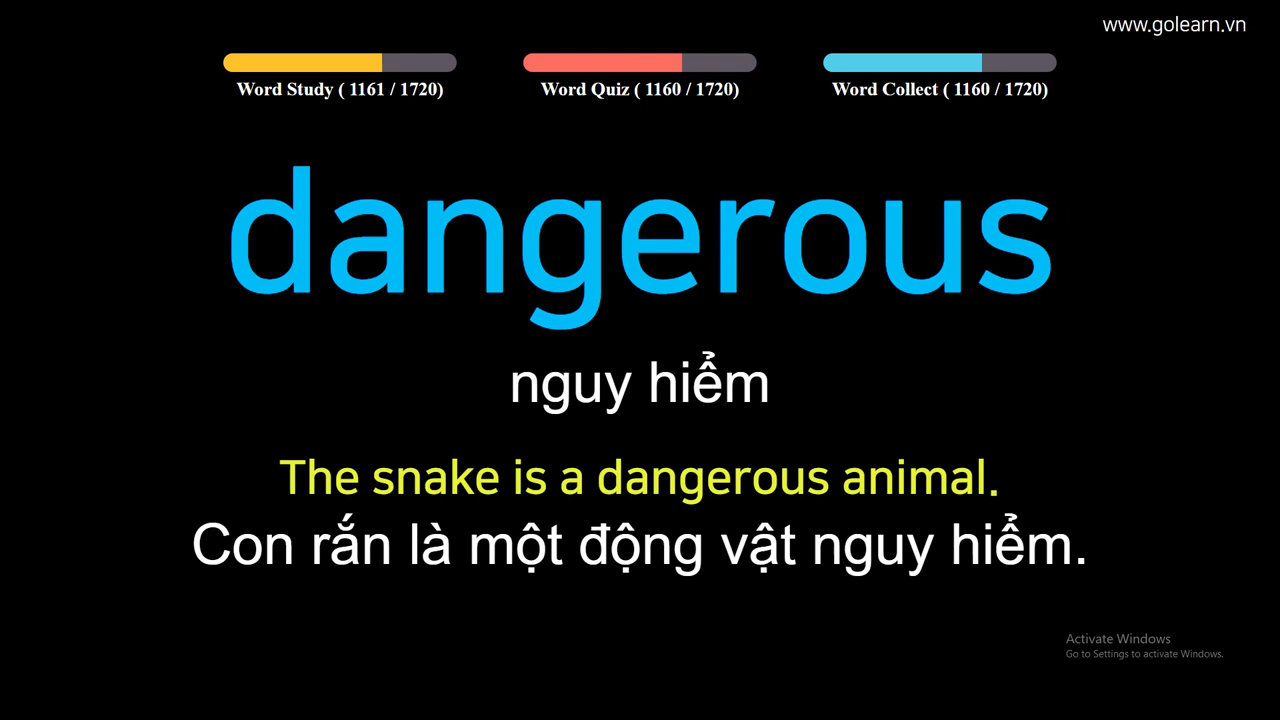 www.golearn.vn
Word Study ( 1161 / 1720)
Word Quiz ( 1160 / 1720)
Word Collect ( 1160 / 1720)
dangerous
nguy hiểm
The snake is a dangerous animal.
Con rắn là một động vật nguy hiểm.
Activate Windows
Go to Settings to activate Windows.